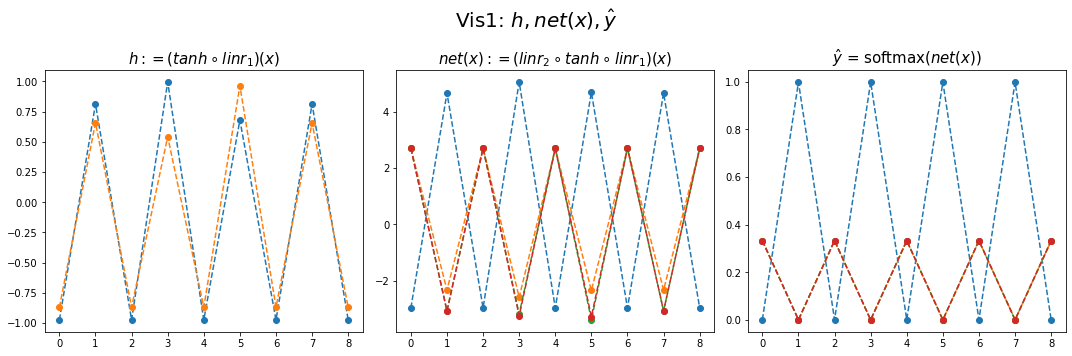 Vis1: h, net(x), ŷ
h := (tanh ∘ linr₁)(x)
net(x) := (linr₂ ∘ tanh ∘ linr₁)(x)
ŷ = softmax(net(x))
1.00
0.75
0.50
0.25
0.00
−0.25
−0.50
−0.75
−1.00
0 1 2 3 4 5 6 7 8
4
2
0
−2
0 1 2 3 4 5 6 7 8
1.0
0.8
0.6
0.4
0.2
0.0
0 1 2 3 4 5 6 7 8